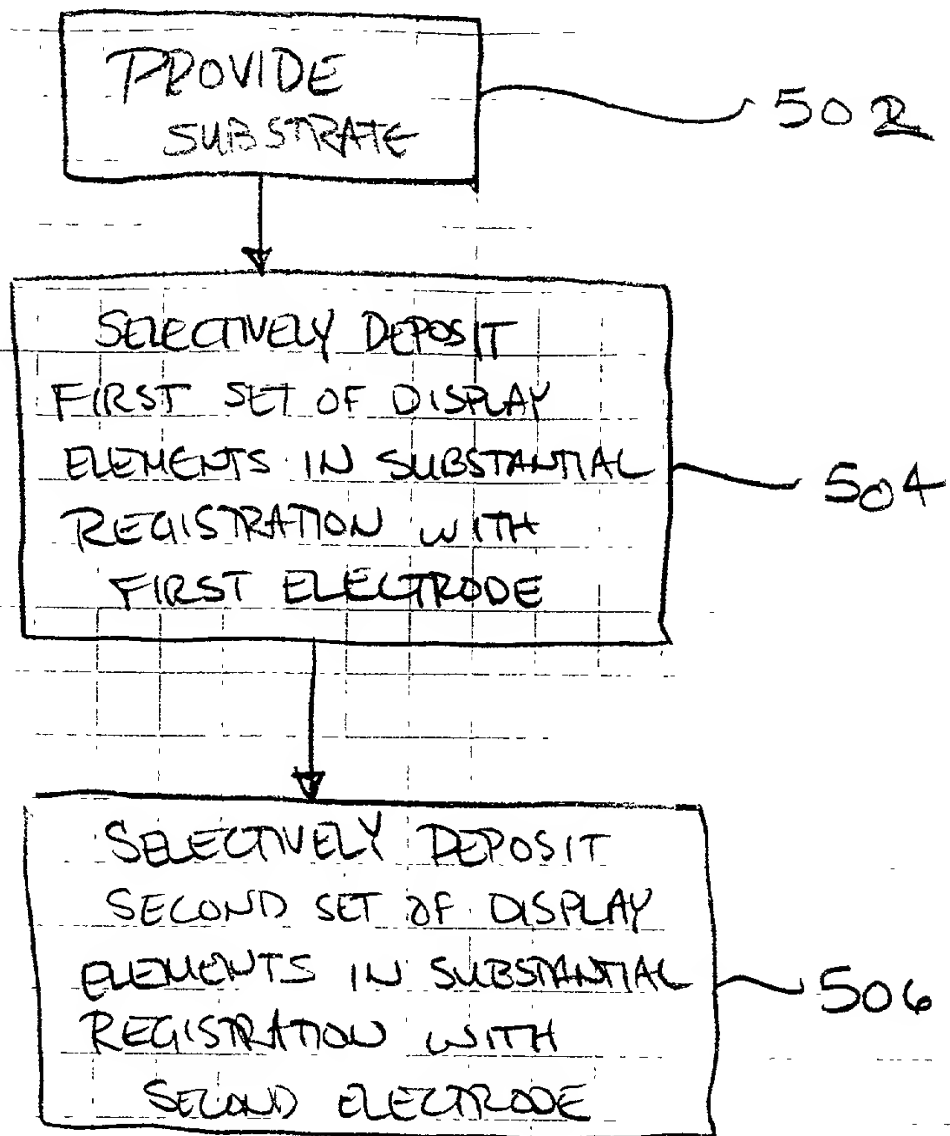 PROVIDE
SUBSTRATE
502
SELECTIVELY DEPOSIT
FIRST SET OF DISPLAY
ELEMENTS IN SUBSTANTIAL
REGISTRATION WITH
FIRST ELECTRODE
504
SELECTIVELY DEPOSIT
SECOND SET OF DISPLAY
ELEMENTS IN SUBSTANTIAL
REGISTRATION WITH
SECOND ELECTRODE
506